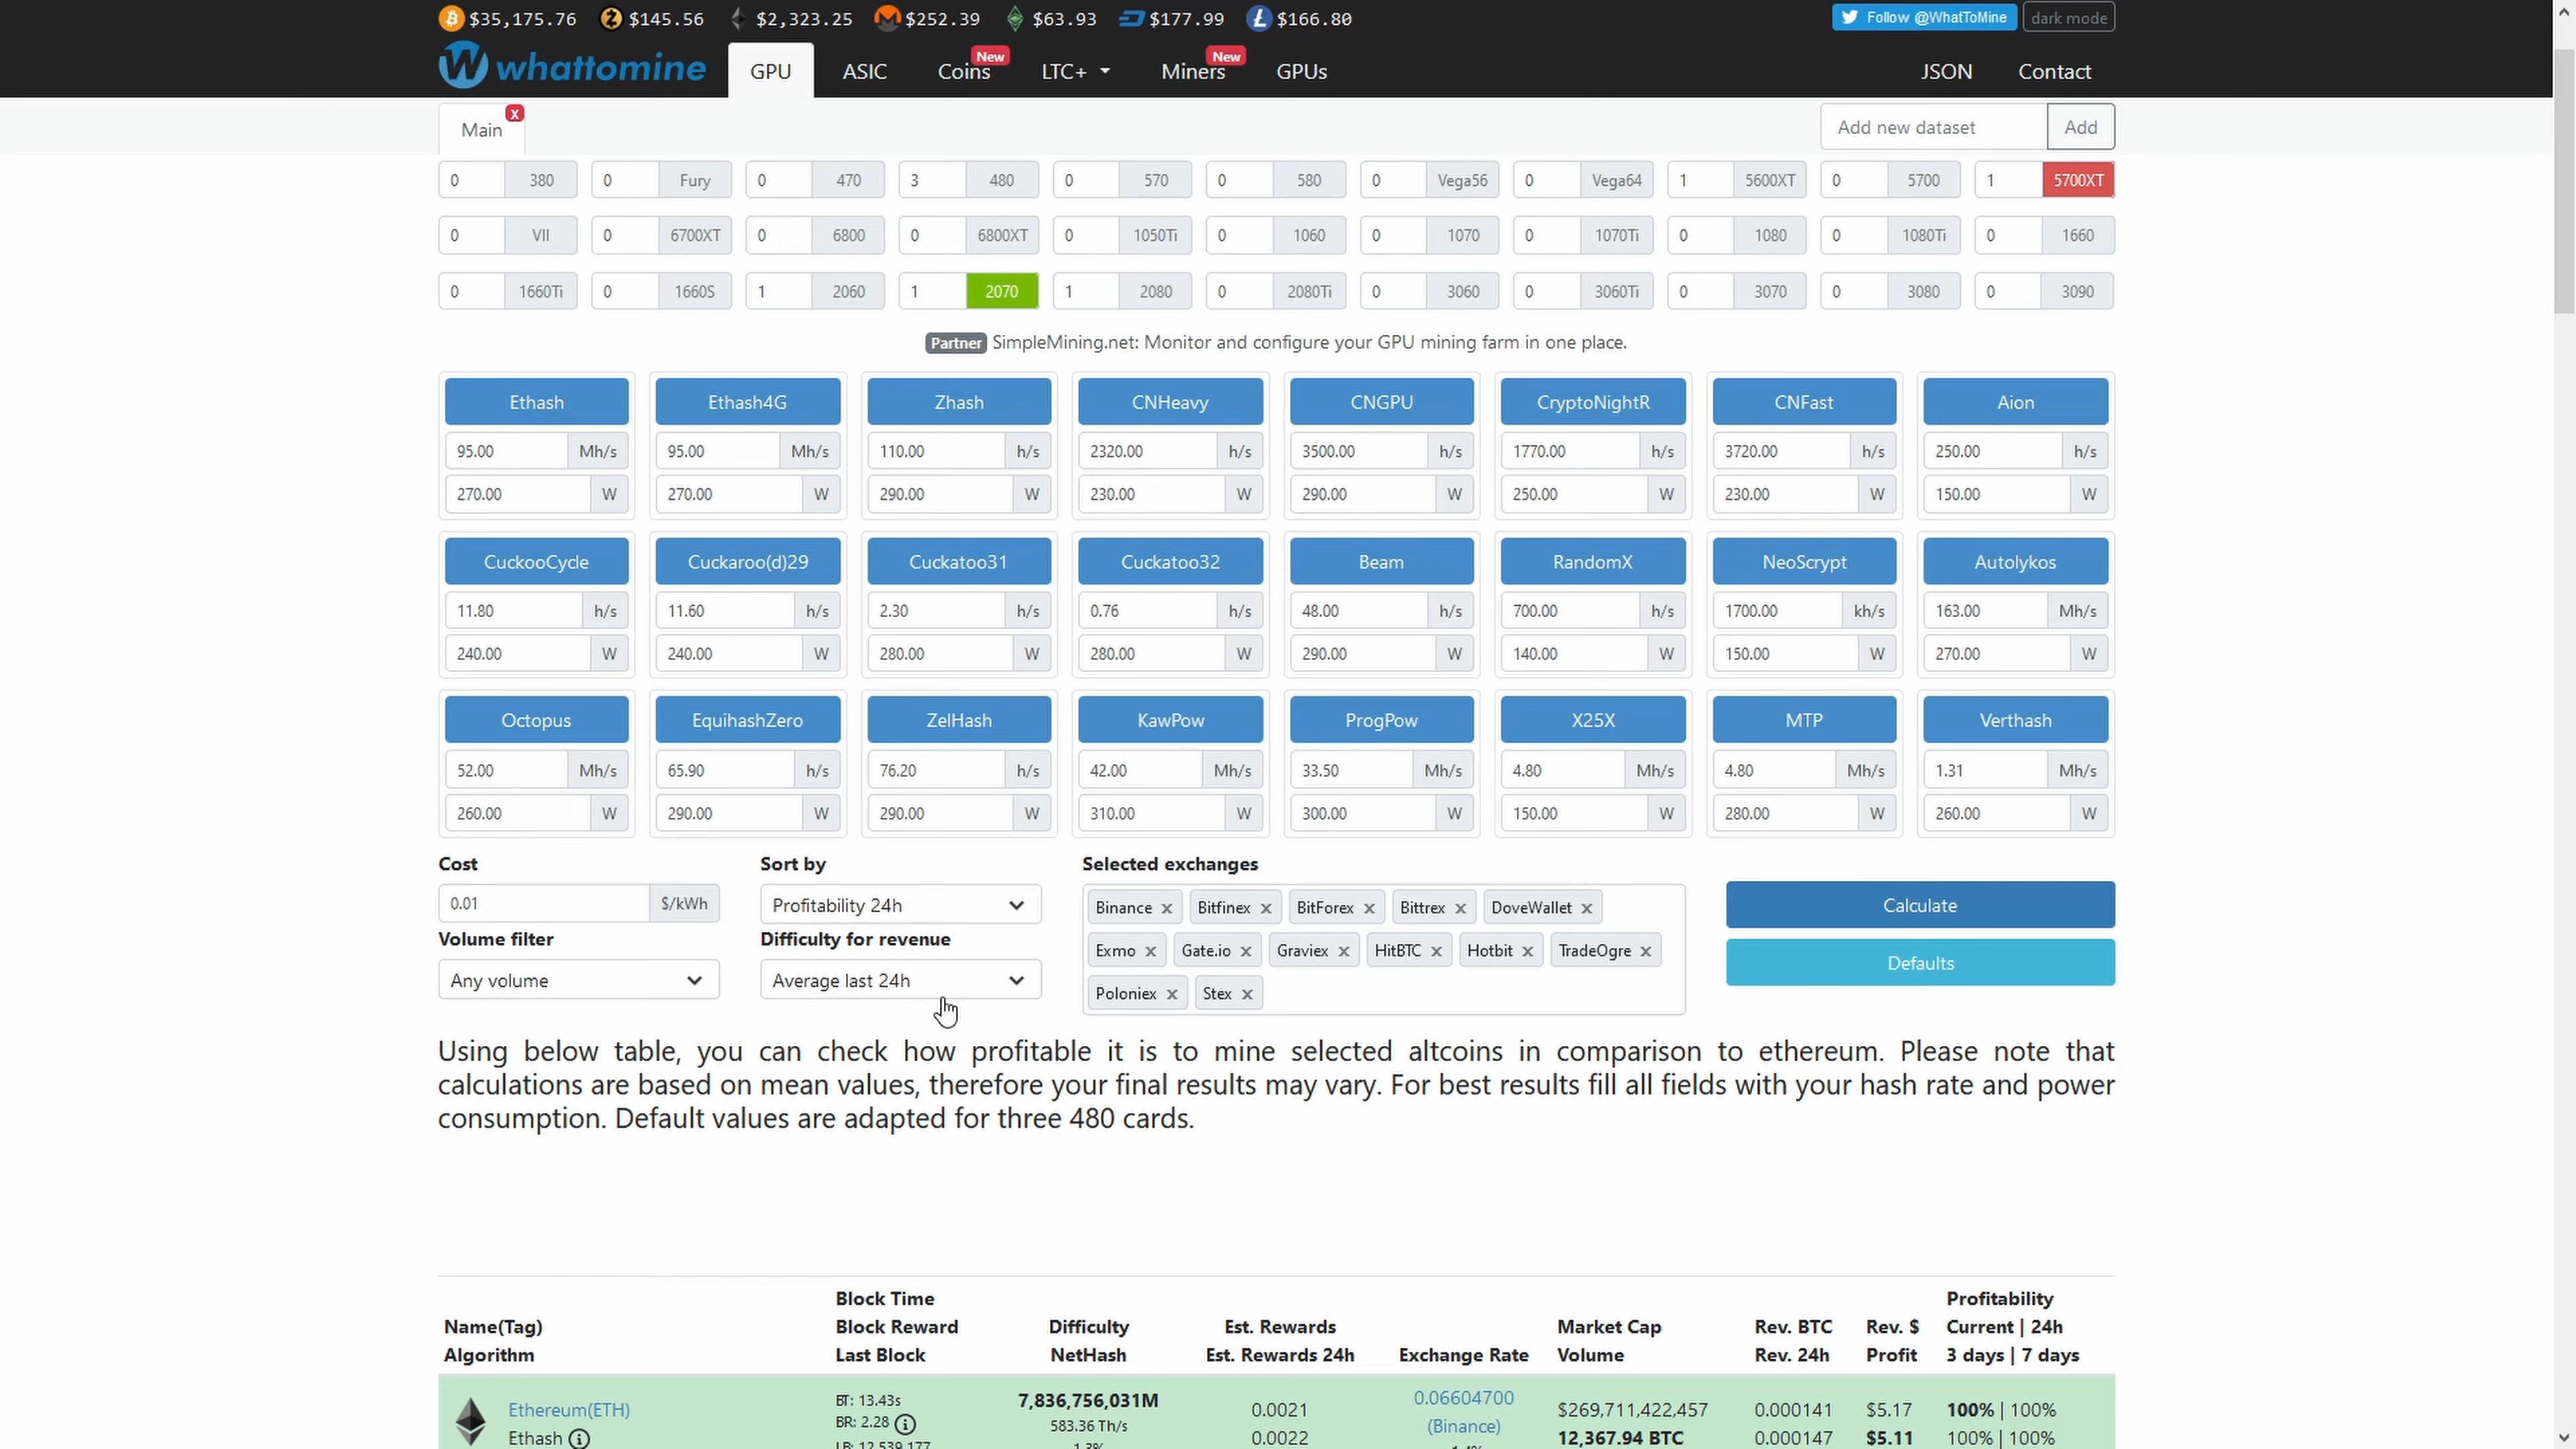 $35,175.76 $145.56 $2,323.25 $252.39 $63.93 $177.99 $166.80 Follow @WhatToMine dark mode
whattomine GPU ASIC Coins New LTC+ Miners New GPUs JSON Contact
Main x Add new dataset Add
0 380 0 Fury 0 470 3 480 0 570 0 580 0 Vega56 0 Vega64 1 5600XT 0 5700 1 5700XT
0 VII 0 6700XT 0 6800 0 6800XT 0 1050Ti 0 1060 0 1070 0 1070Ti 0 1080 0 1080Ti 0 1660
0 1660Ti 0 1660S 1 2060 1 2070 1 2080 0 2080Ti 0 3060 0 3060Ti 0 3070 0 3080 0 3090
Partner SimpleMining.net: Monitor and configure your GPU mining farm in one place.
Ethash Ethash4G Zhash CNHeavy CNGPU CryptoNightR CNFast Aion
95.00 Mh/s 95.00 Mh/s 110.00 h/s 2320.00 h/s 3500.00 h/s 1770.00 h/s 3720.00 h/s 250.00 h/s
270.00 W 270.00 W 290.00 W 230.00 W 290.00 W 250.00 W 230.00 W 150.00 W
CuckooCycle Cuckaroo(d)29 Cuckatoo31 Cuckatoo32 Beam RandomX NeoScrypt Autolykos
11.80 h/s 11.60 h/s 2.30 h/s 0.76 h/s 48.00 h/s 700.00 h/s 1700.00 kh/s 163.00 Mh/s
240.00 W 240.00 W 280.00 W 280.00 W 290.00 W 140.00 W 150.00 W 270.00 W
Octopus EquihashZero ZelHash KawPow ProgPow X25X MTP Verthash
52.00 Mh/s 65.90 h/s 76.20 h/s 42.00 Mh/s 33.50 Mh/s 4.80 Mh/s 4.80 Mh/s 1.31 Mh/s
260.00 W 290.00 W 290.00 W 310.00 W 300.00 W 150.00 W 280.00 W 260.00 W
Cost Sort by Selected exchanges
0.01 $/kWh Profitability 24h Binance x Bitfinex x BitForex x Bittrex x DoveWallet x Calculate
Volume filter Difficulty for revenue Exmo x Gate.io x Graviex x HitBTC x Hotbit x TradeOgre x Defaults
Any volume Average last 24h Poloniex x Stex x
Using below table, you can check how profitable it is to mine selected altcoins in comparison to ethereum. Please note that
calculations are based on mean values, therefore your final results may vary. For best results fill all fields with your hash rate and power
consumption. Default values are adapted for three 480 cards.
Block Time Profitability
Name(Tag) Block Reward Difficulty Est. Rewards Market Cap Rev. BTC Rev. $ Current | 24h
Algorithm Last Block NetHash Est. Rewards 24h Exchange Rate Volume Rev. 24h Profit 3 days | 7 days
Ethereum(ETH) BT: 13.43s 7,836,756,031M 0.0021 0.06604700 $269,711,422,457 0.000141 $5.17 100% | 100%
Ethash BR: 2.28 583.36 Th/s 0.0022 (Binance) 12,367.94 BTC 0.000147 $5.11 100% | 100%
LB: 12,539,177